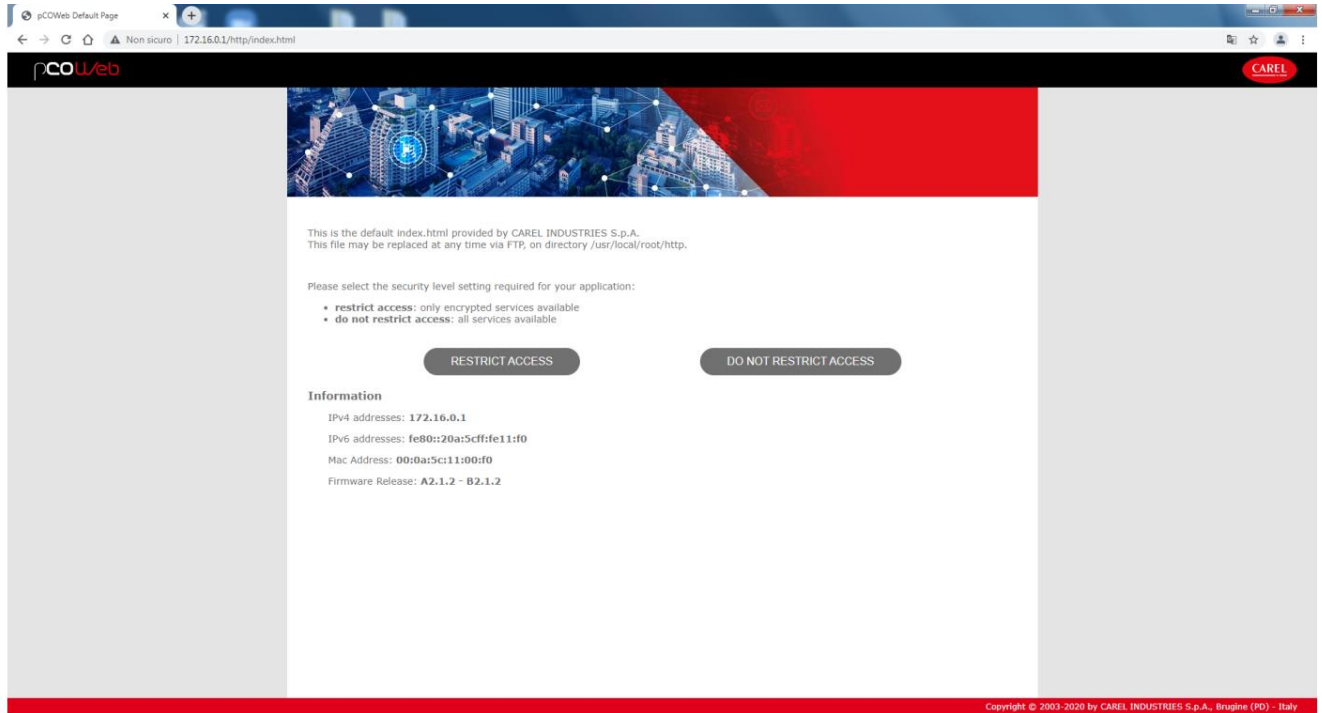 pCOWeb Default Page
Non sicuro | 172.16.0.1/http/index.html
pCOWeb
CAREL
This is the default index.html provided by CAREL INDUSTRIES S.p.A.
This file may be replaced at any time via FTP, on directory /usr/local/root/http.
Please select the security level setting required for your application:
• restrict access: only encrypted services available
• do not restrict access: all services available
RESTRICT ACCESS
DO NOT RESTRICT ACCESS
Information
IPv4 addresses: 172.16.0.1
IPv6 addresses: fe80::20a:5cff:fe11:f0
Mac Address: 00:0a:5c:11:00:f0
Firmware Release: A2.1.2 - B2.1.2
Copyright © 2003-2020 by CAREL INDUSTRIES S.p.A., Brugine (PD) - Italy